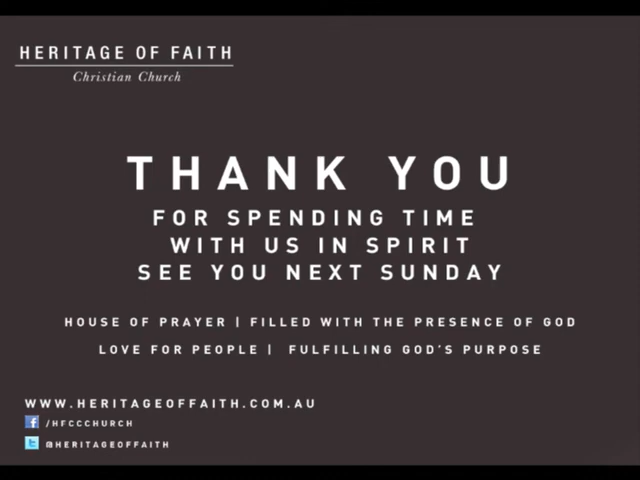 HERITAGE OF FAITH
Christian Church
THANK YOU
FOR SPENDING TIME
WITH US IN SPIRIT
SEE YOU NEXT SUNDAY
HOUSE OF PRAYER | FILLED WITH THE PRESENCE OF GOD
LOVE FOR PEOPLE | FULFILLING GOD'S PURPOSE
WWW.HERITAGEOFFAITH.COM.AU
f /HFCCCHURCH
t @HERITAGEOFFAITH